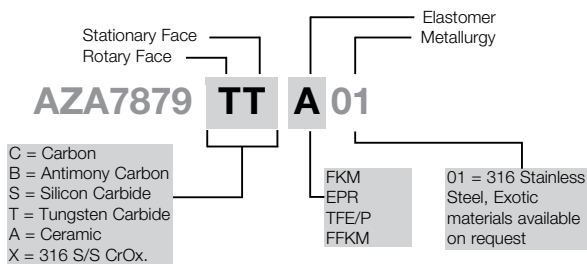 Elastomer
Stationary Face
Metallurgy
Rotary Face
AZA7879 TT A 01
C = Carbon
B = Antimony Carbon
S = Silicon Carbide
T = Tungsten Carbide
A = Ceramic
X = 316 S/S CrOx.
FKM
EPR
TFE/P
FFKM
01 = 316 Stainless
Steel, Exotic
materials available
on request